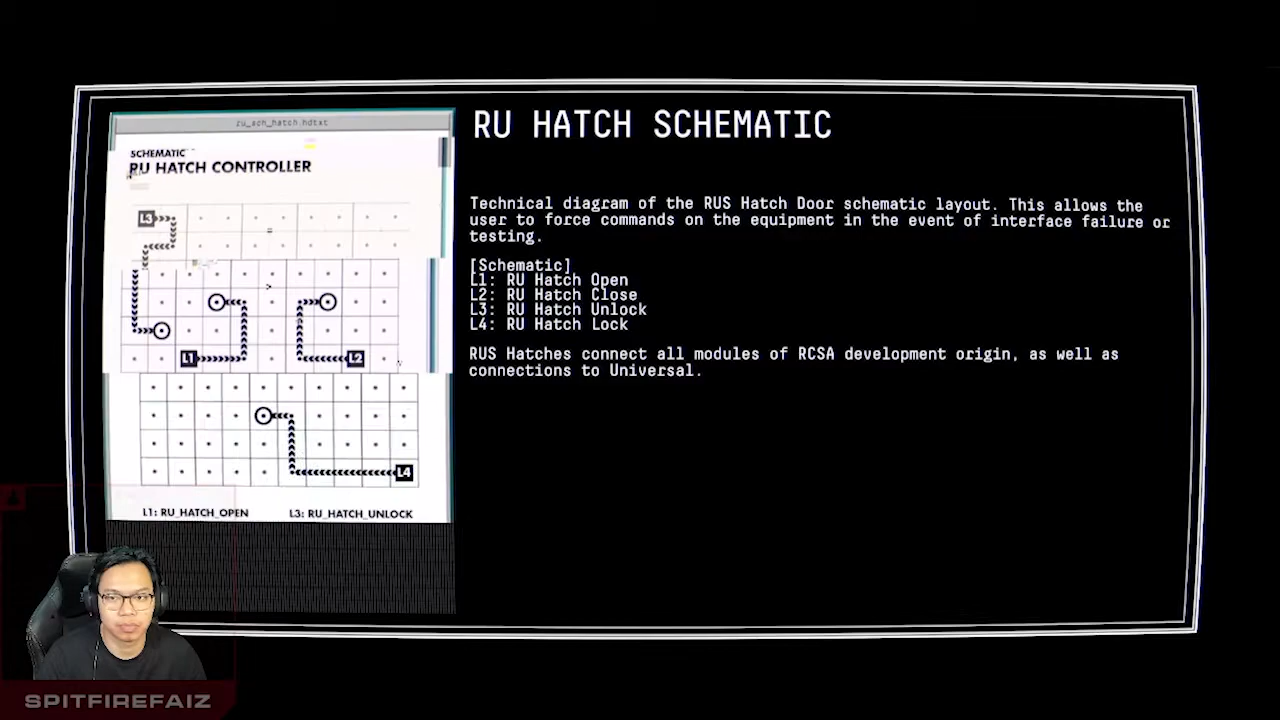 ru_sch_hatch.hdtxt
SCHEMATIC
RU HATCH CONTROLLER
L3
L1
L2
L4
L1: RU_HATCH_OPEN
L3: RU_HATCH_UNLOCK
RU HATCH SCHEMATIC
Technical diagram of the RUS Hatch Door schematic layout. This allows the
user to force commands on the equipment in the event of interface failure or
testing.
[Schematic]
L1: RU Hatch Open
L2: RU Hatch Close
L3: RU Hatch Unlock
L4: RU Hatch Lock
RUS Hatches connect all modules of RCSA development origin, as well as
connections to Universal.
SPITFIREFAIZ